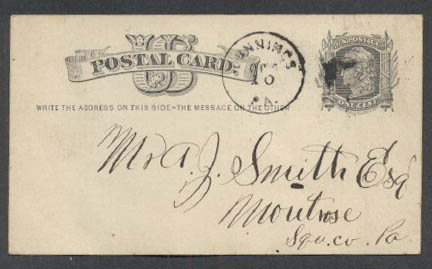 US
POSTAL CARD.
WRITE THE ADDRESS ON THIS SIDE—THE MESSAGE ON THE OTHER
PA.
U.S. POSTAGE
ONE CENT
Mr A. J. Smith Esq
Montrose
Squ. co. Pa